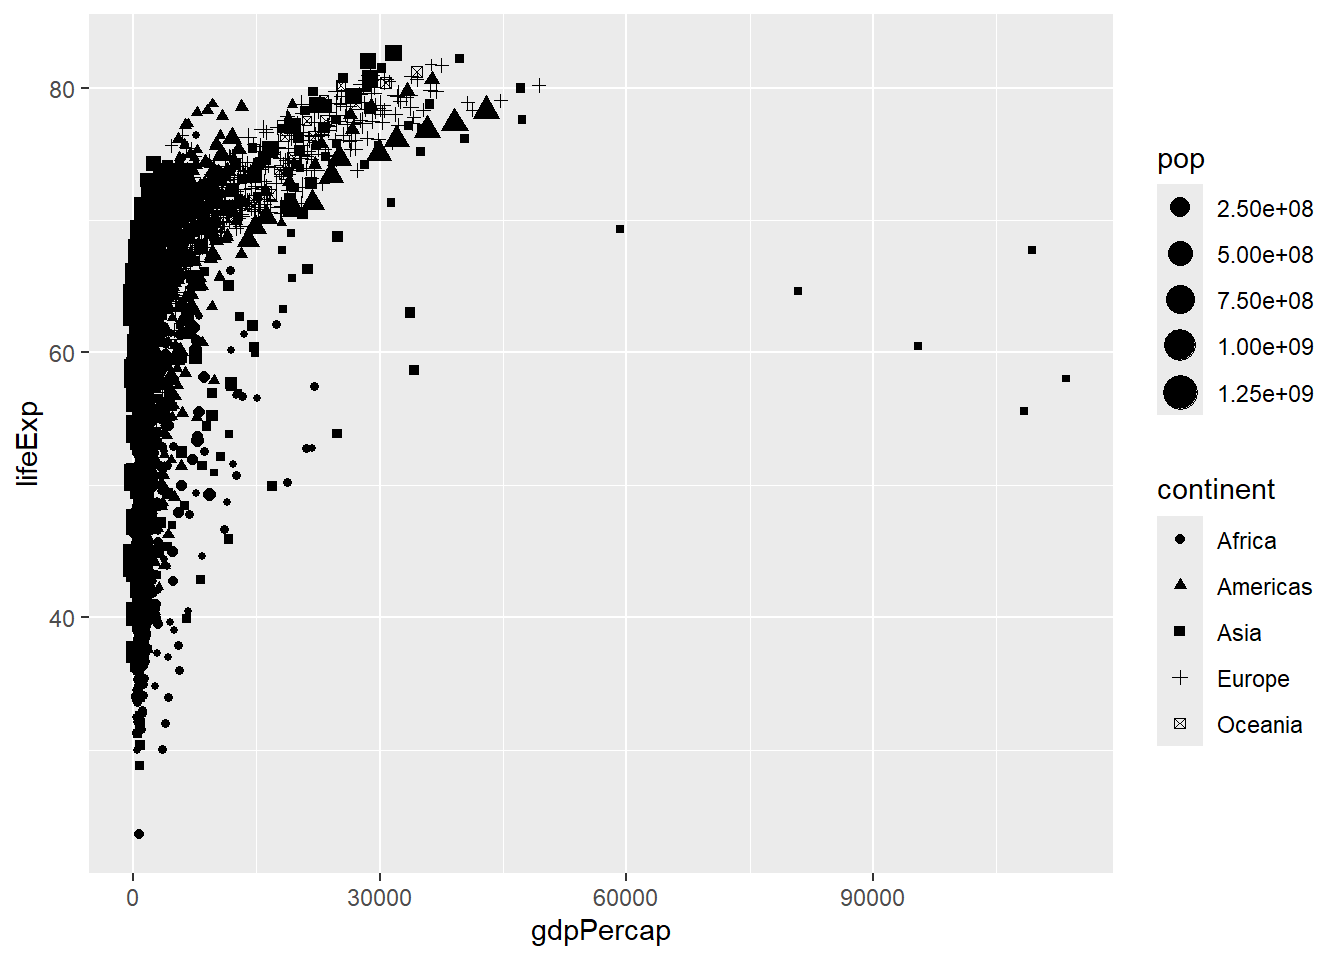 80
60
40
lifeExp
0
30000
60000
90000
gdpPercap
pop
2.50e+08
5.00e+08
7.50e+08
1.00e+09
1.25e+09
continent
Africa
Americas
Asia
Europe
Oceania